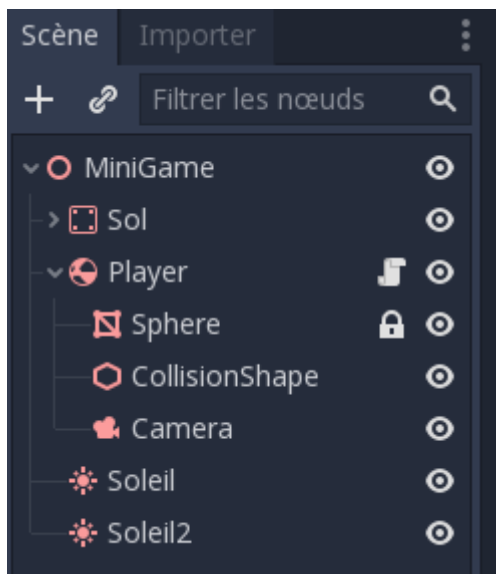 Scène Importer
Filtrer les nœuds
MiniGame
Sol
Player
Sphere
CollisionShape
Camera
Soleil
Soleil2